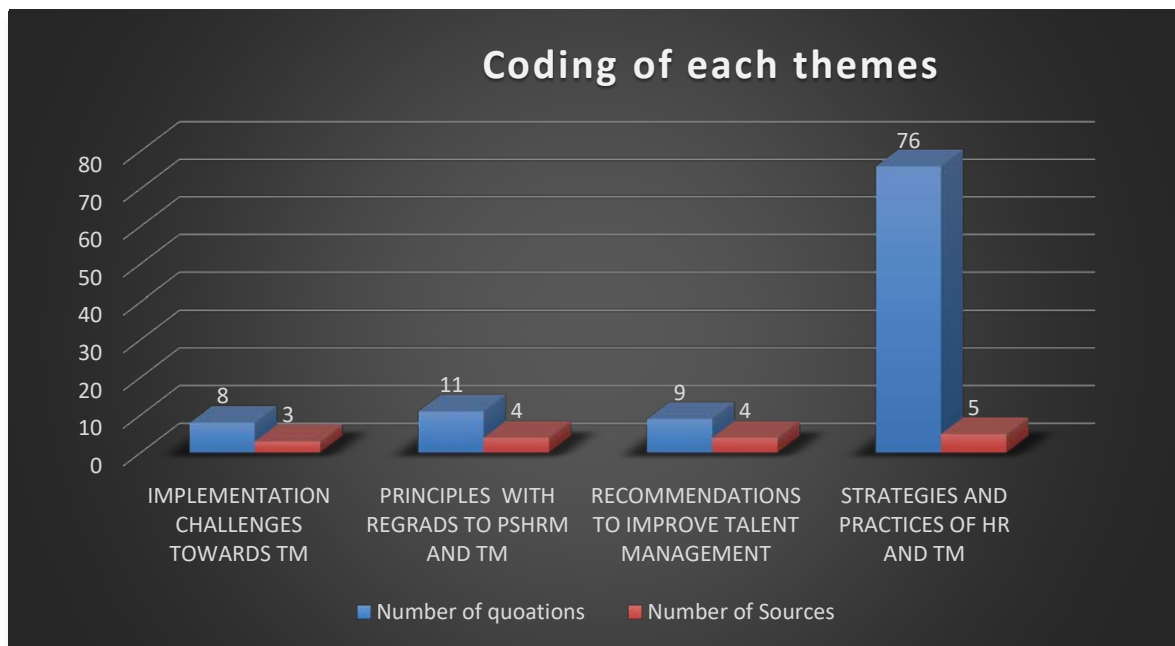 Coding of each themes
80
70
60
50
40
30
20
10
0
8
3
11
4
9
4
76
5
IMPLEMENTATION
CHALLENGES
TOWARDS TM
PRINCIPLES WITH
REGRADS TO PSHRM
AND TM
RECOMMENDATIONS
TO IMPROVE TALENT
MANAGEMENT
STRATEGIES AND
PRACTICES OF HR
AND TM
Number of quoations
Number of Sources